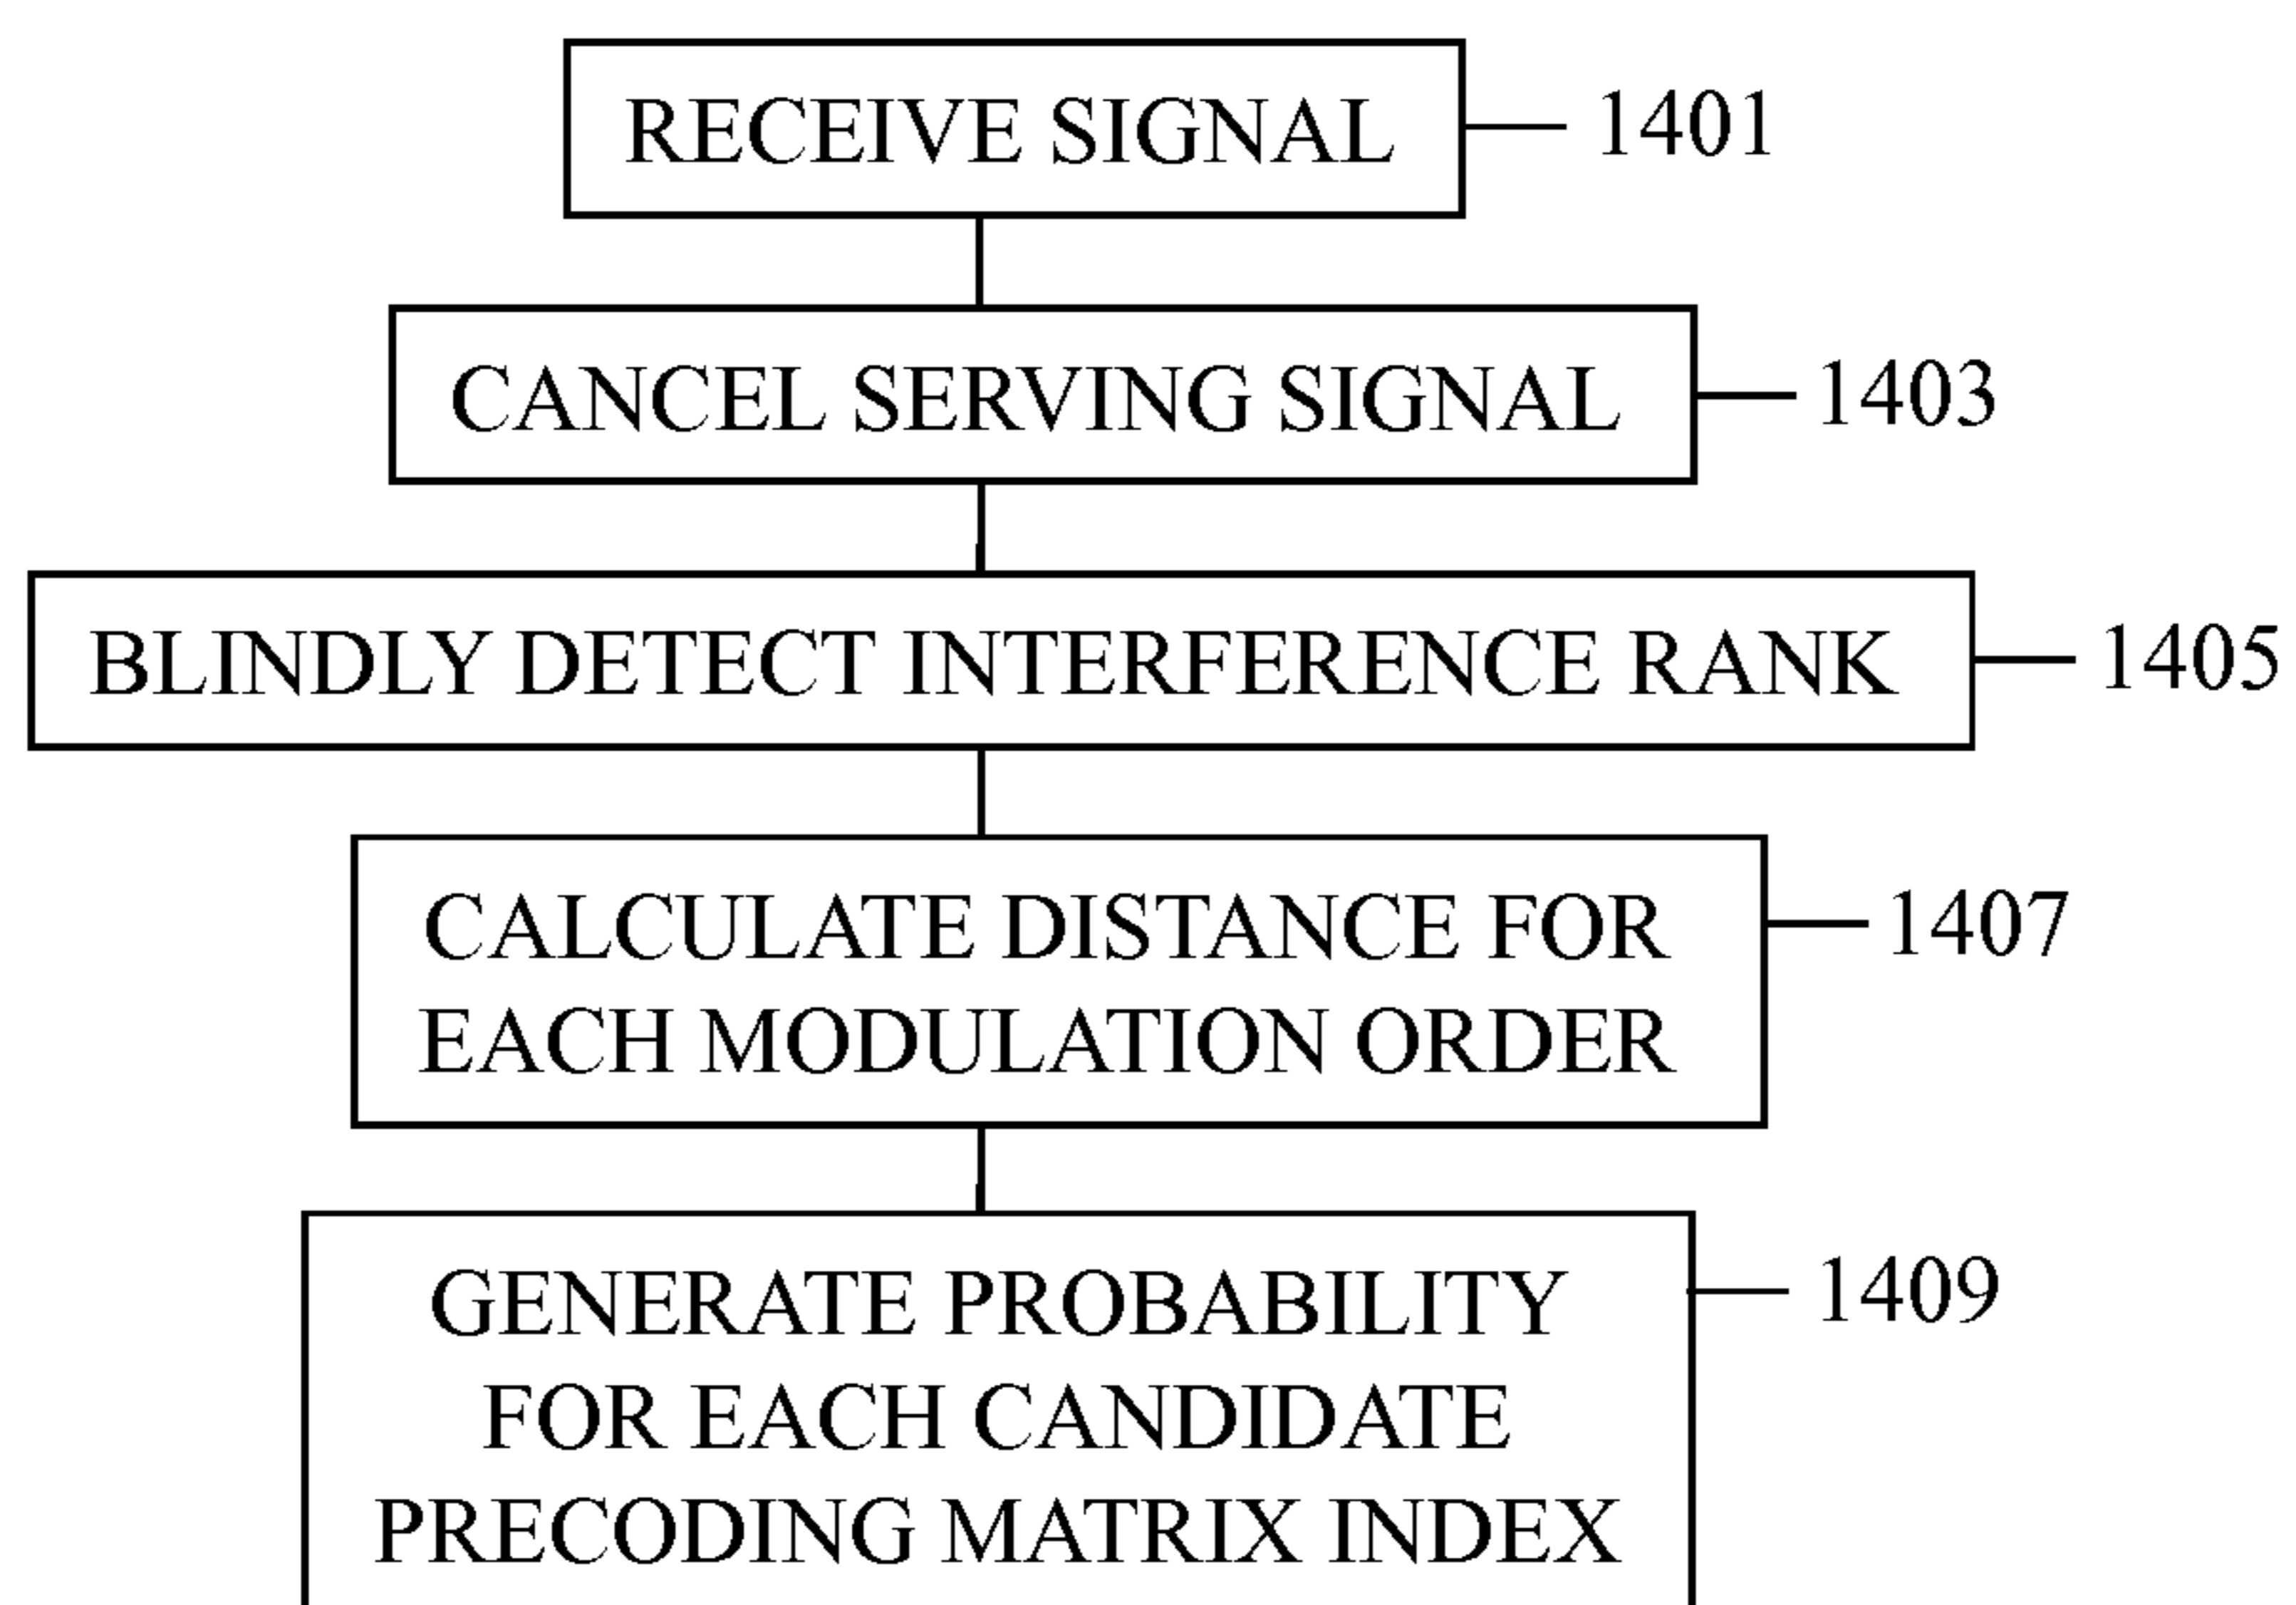 RECEIVE SIGNAL 1401
CANCEL SERVING SIGNAL 1403
BLINDLY DETECT INTERFERENCE RANK 1405
CALCULATE DISTANCE FOR 1407
EACH MODULATION ORDER
GENERATE PROBABILITY 1409
FOR EACH CANDIDATE
PRECODING MATRIX INDEX